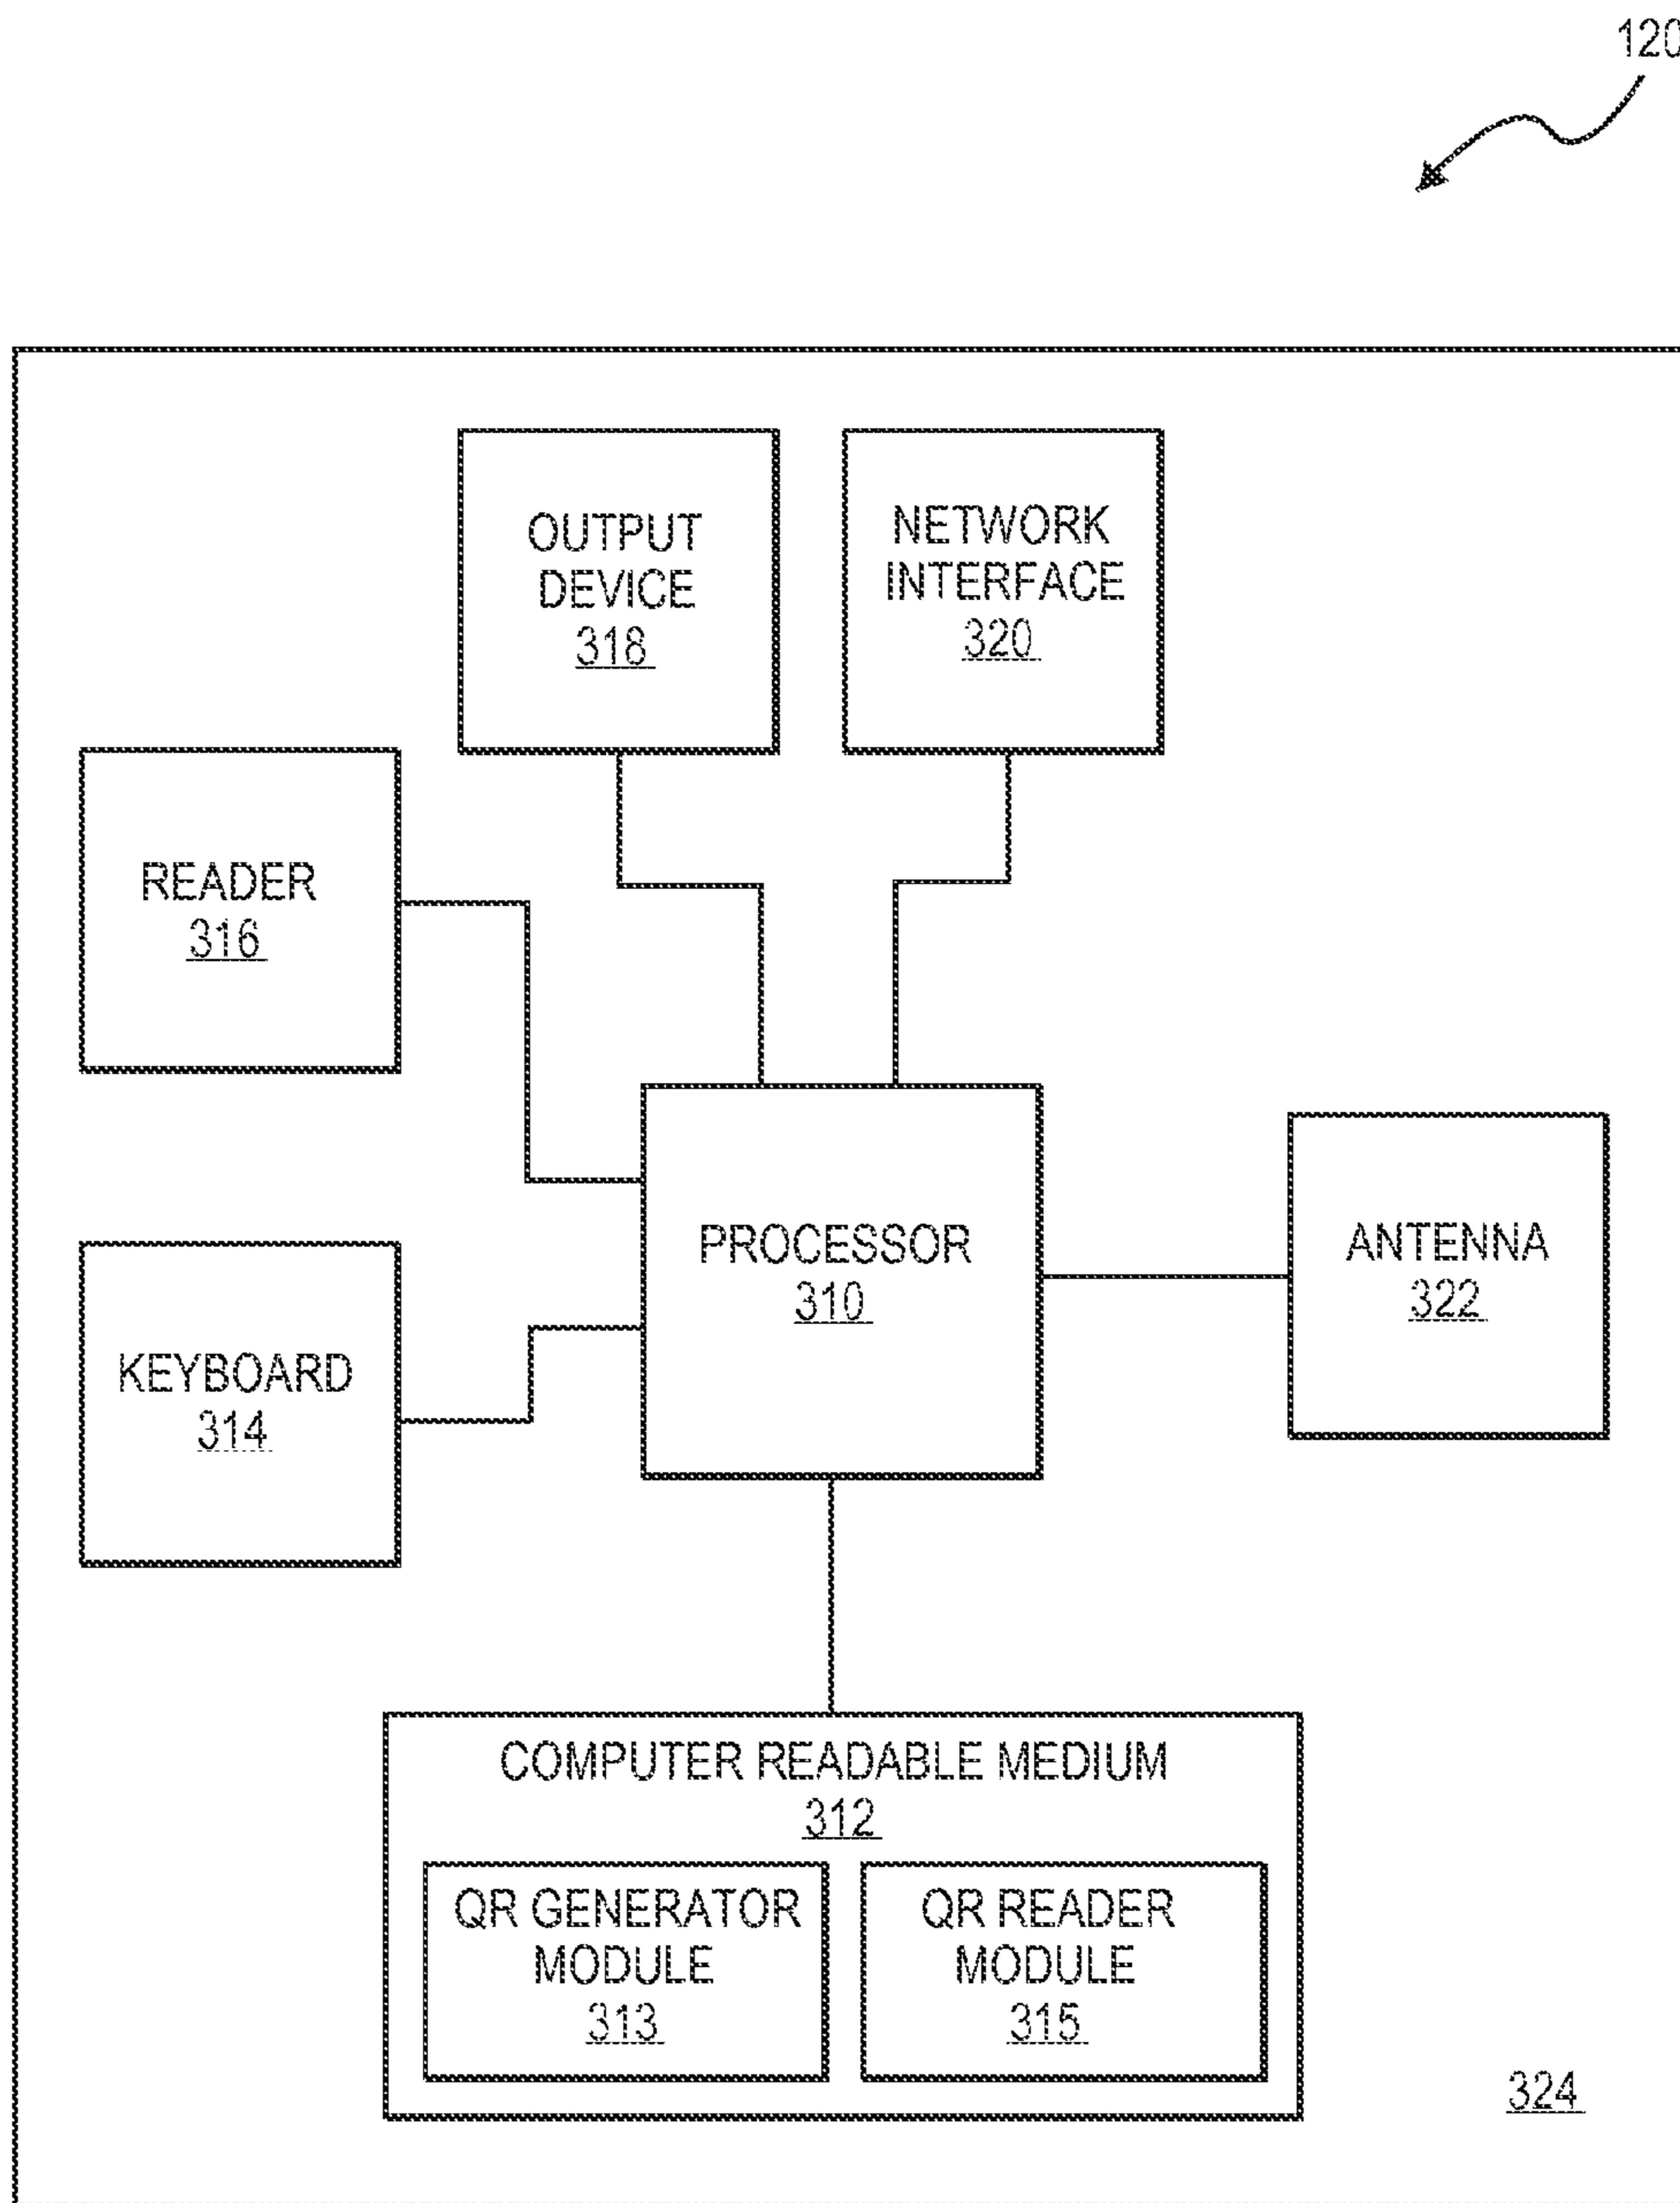 120
OUTPUT
DEVICE
318
NETWORK
INTERFACE
320
READER
316
PROCESSOR
310
ANTENNA
322
KEYBOARD
314
COMPUTER READABLE MEDIUM
312
QR GENERATOR
MODULE
313
QR READER
MODULE
315
324